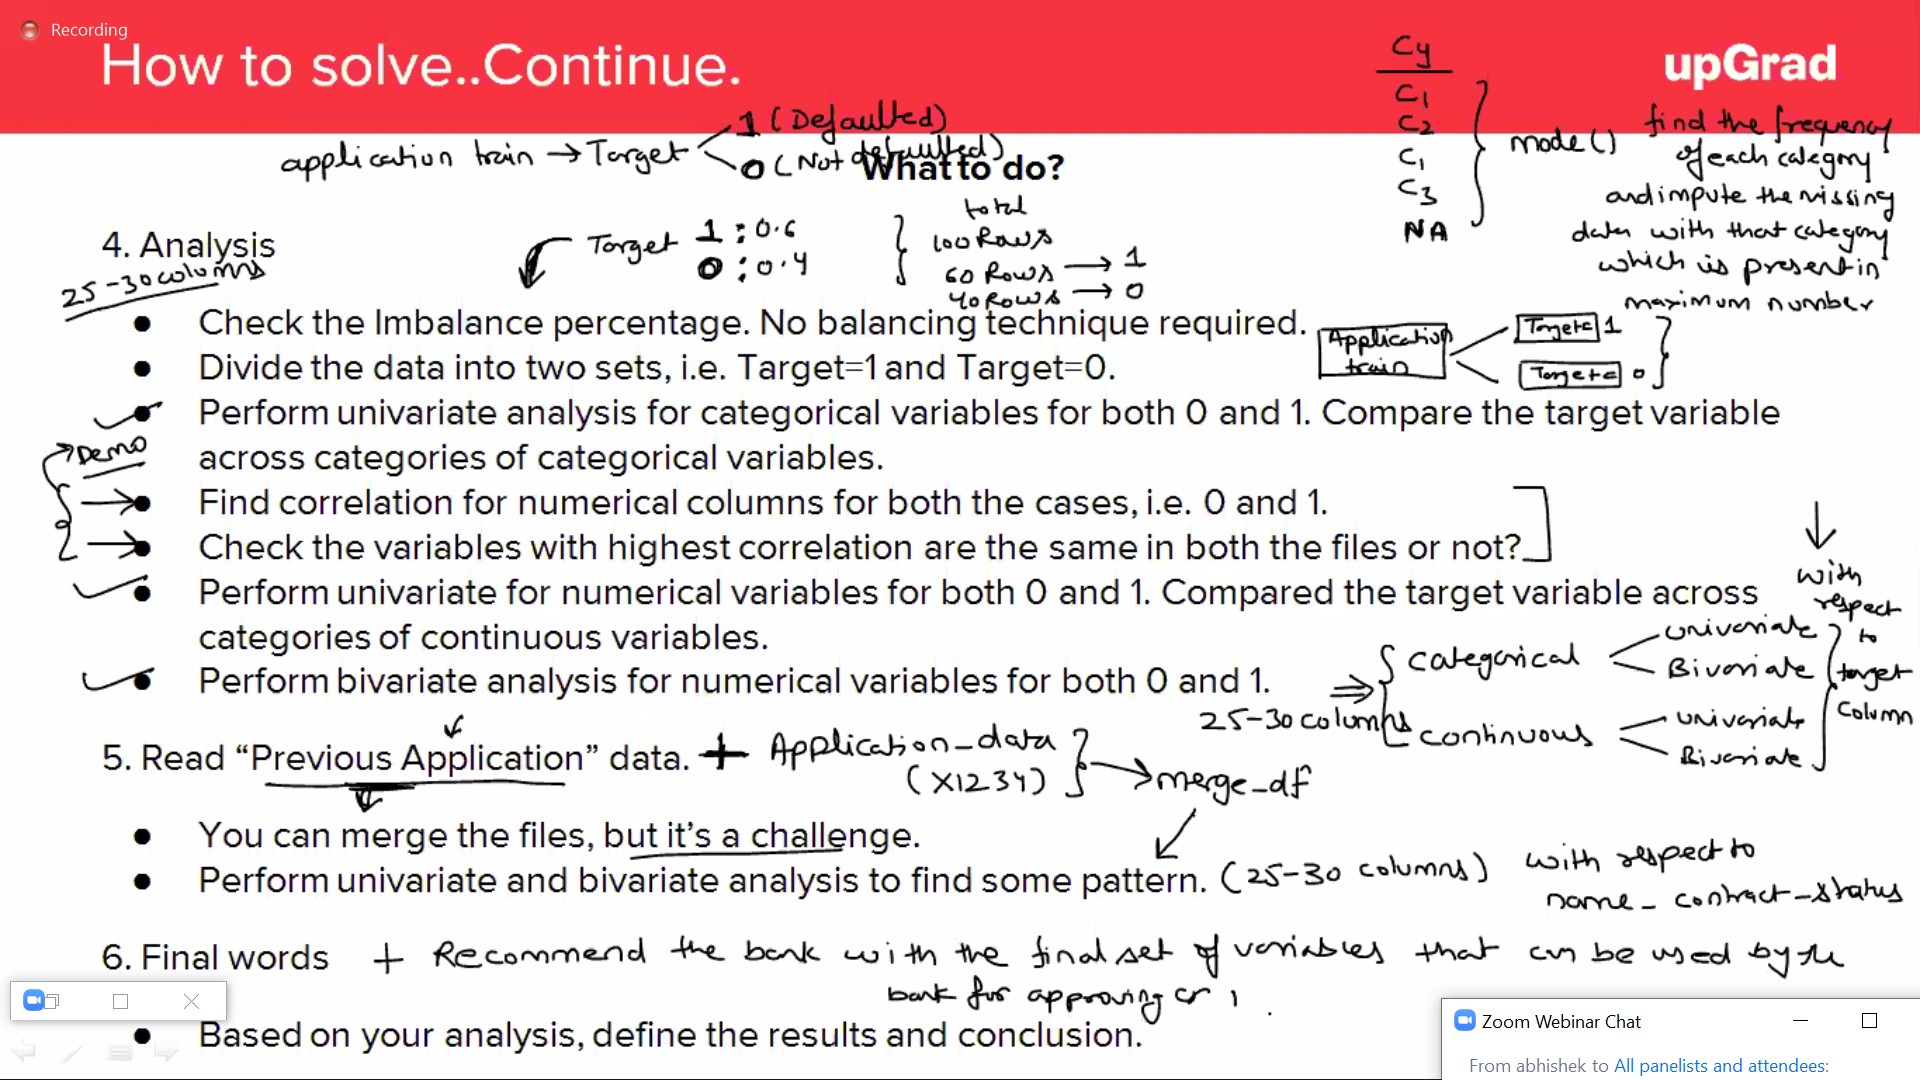 Recording
How to solve..Continue.
upGrad
Cy
C1
C2
C1
C3
NA
mode()
find the frequency
of each category
and impute the missing
data with that category
which is present in
maximum number
application train → Target
1 (Defaulted)
0 (Not defaulted)
What to do?
4. Analysis
25-30 columns
Target 1 : 0.6
0 : 0.4
total
100 Rows
60 Rows → 1
40 Rows → 0
• Check the Imbalance percentage. No balancing technique required.
• Divide the data into two sets, i.e. Target=1 and Target=0.
Application
train
Target= 1
Target= 0
• Perform univariate analysis for categorical variables for both 0 and 1. Compare the target variable
across categories of categorical variables.
Demo
• Find correlation for numerical columns for both the cases, i.e. 0 and 1.
• Check the variables with highest correlation are the same in both the files or not?
• Perform univariate for numerical variables for both 0 and 1. Compared the target variable across
categories of continuous variables.
• Perform bivariate analysis for numerical variables for both 0 and 1.
⇒
25-30 columns
categorical
univariate
Bivariate
continuous
univariate
Bivariate
with
respect
to
target
column
5. Read “Previous Application” data. + Application_data
(X1234)
→ merge_df
• You can merge the files, but it’s a challenge.
• Perform univariate and bivariate analysis to find some pattern. (25-30 columns)
with respect to
name_contract_status
6. Final words + Recommend the bank with the final set of variables that can be used by the
bank for approving or
• Based on your analysis, define the results and conclusion.
Zoom Webinar Chat
From abhishek to All panelists and attendees: